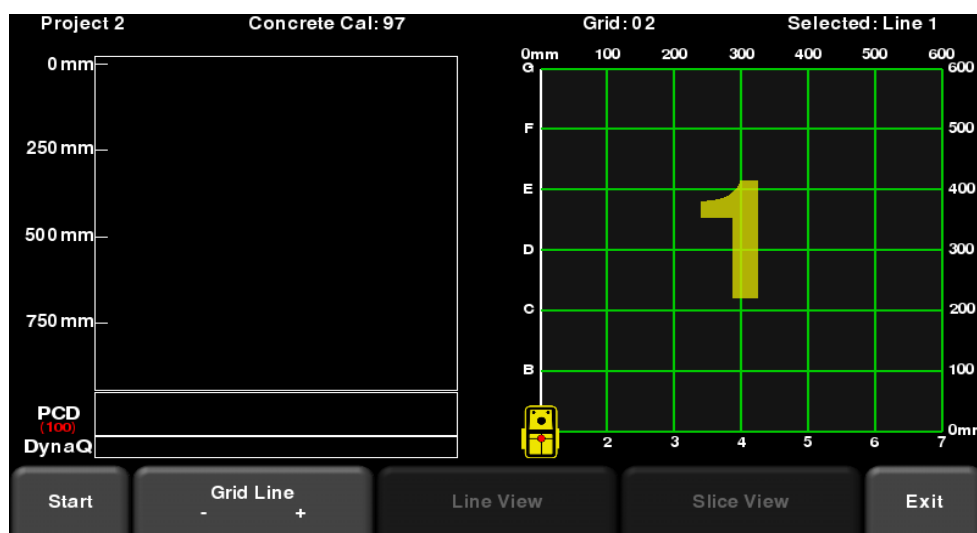 Project 2 Concrete Cal: 97 Grid: 02 Selected: Line 1
0 mm
250 mm
500 mm
750 mm
PCD
(100)
DynaQ
0mm 100 200 300 400 500 600
G 600
F 500
E 400
1
D 300
C 200
B 100
0mm
2 3 4 5 6 7
Start Grid Line Line View Slice View Exit
- +